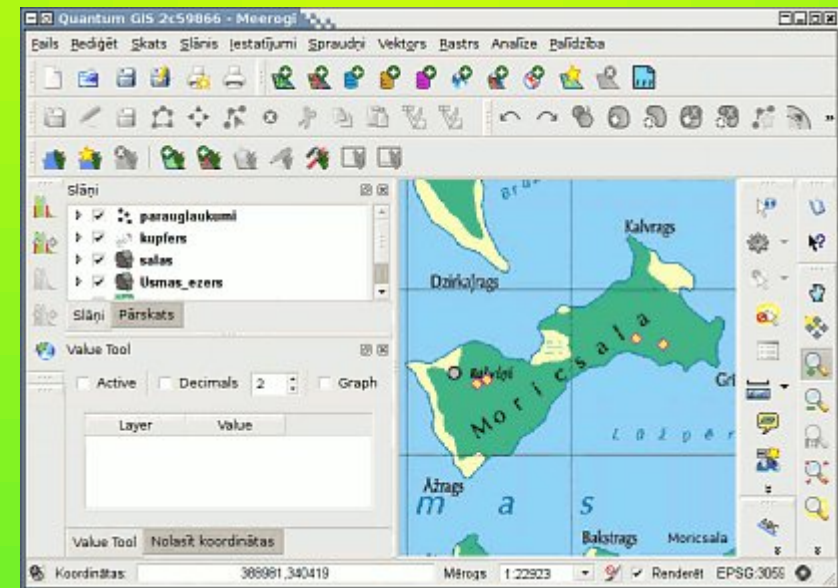 Quantum GIS 2c59866 - Meerogi
Fails Rediģēt Skats Slānis Iestatījumi Spraudņi Vektors Rastrs Analīze Palīdzība
Slāņi
parauglaukumi
kupfers
salas
Usmas_ezers
Slāņi Pārskats
Value Tool
Active Decimals 2 Graph
Layer Value
Value Tool Nolasīt koordinātas
Kalvrags
Dzirkaļrags
Moricsala
Āžrags
m a s
Bakstrags Moricsala
Koordinātas: 388981,340419 Mērogs 1:22923 Renderēt EPSG:3059